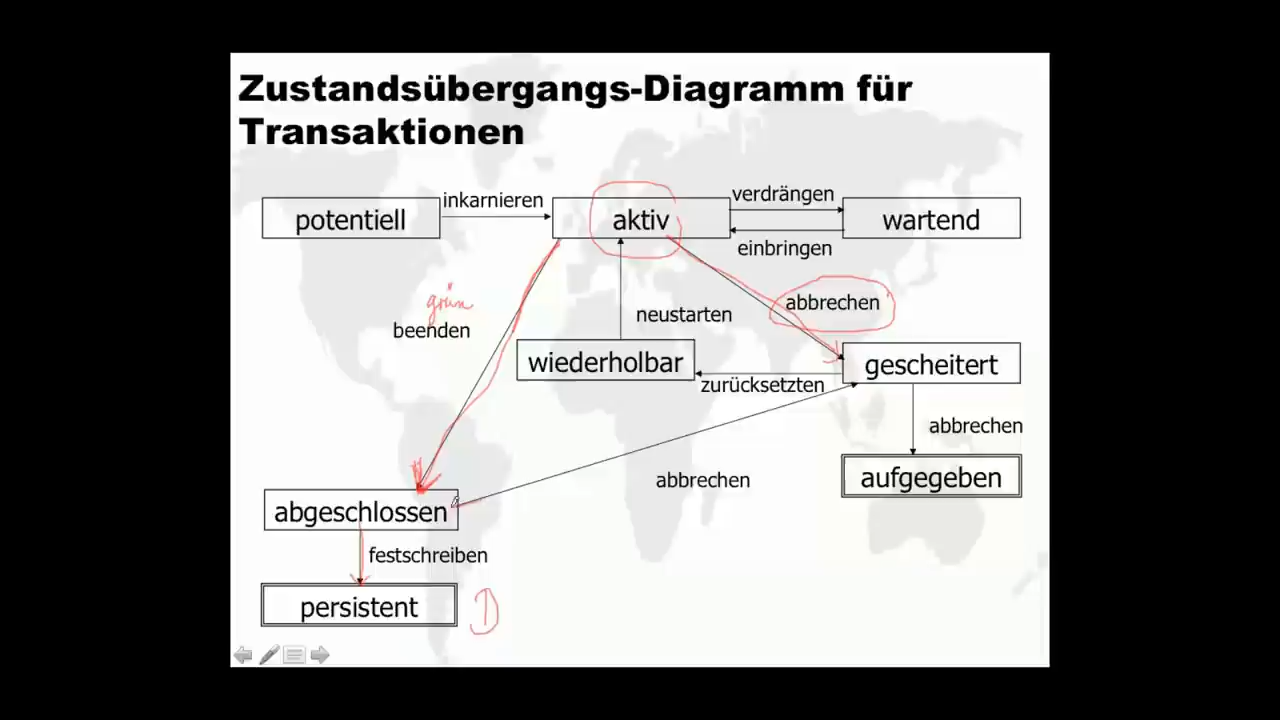 Zustandsübergangs-Diagramm für
Transaktionen
potentiell
inkarnieren
aktiv
verdrängen
wartend
einbringen
grün
beenden
neustarten
abbrechen
wiederholbar
zurücksetzten
gescheitert
abbrechen
aufgegeben
abbrechen
abgeschlossen
festschreiben
persistent
D